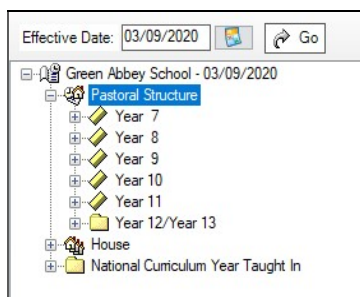 Effective Date: 03/09/2020 Go
Green Abbey School - 03/09/2020
Pastoral Structure
Year 7
Year 8
Year 9
Year 10
Year 11
Year 12/Year 13
House
National Curriculum Year Taught In